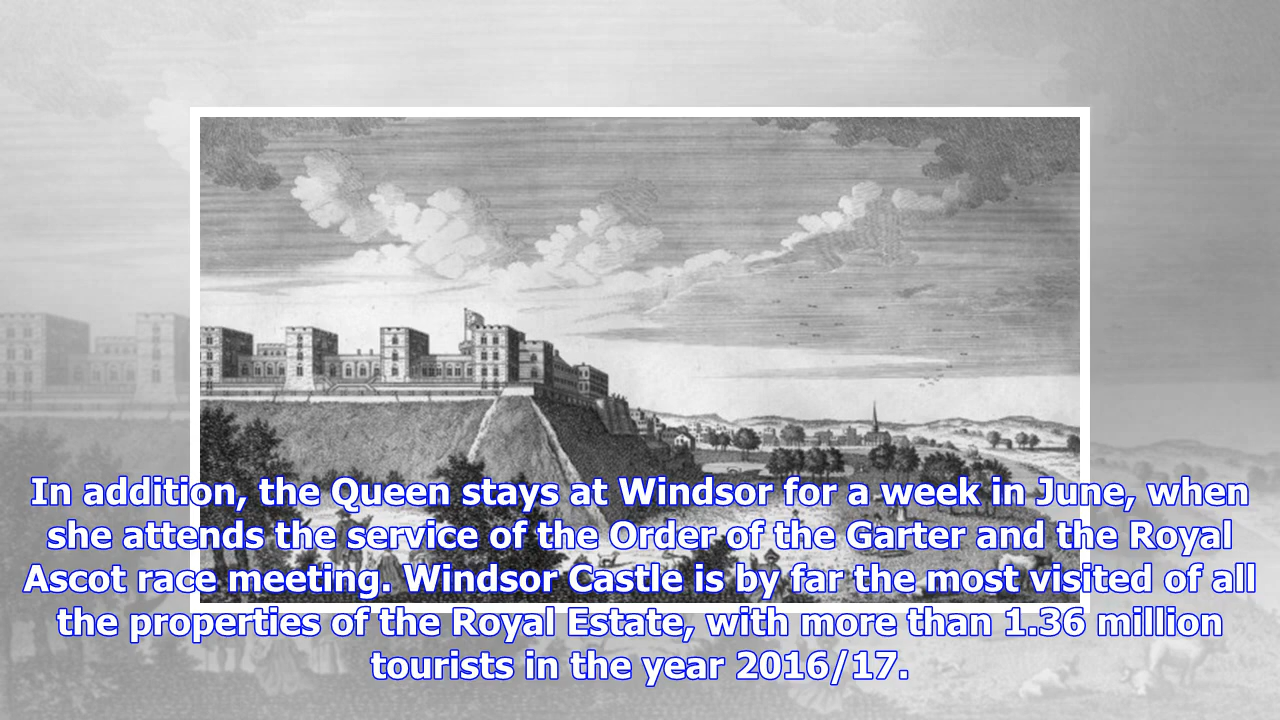 In addition, the Queen stays at Windsor for a week in June, when
she attends the service of the Order of the Garter and the Royal
Ascot race meeting. Windsor Castle is by far the most visited of all
the properties of the Royal Estate, with more than 1.36 million
tourists in the year 2016/17.